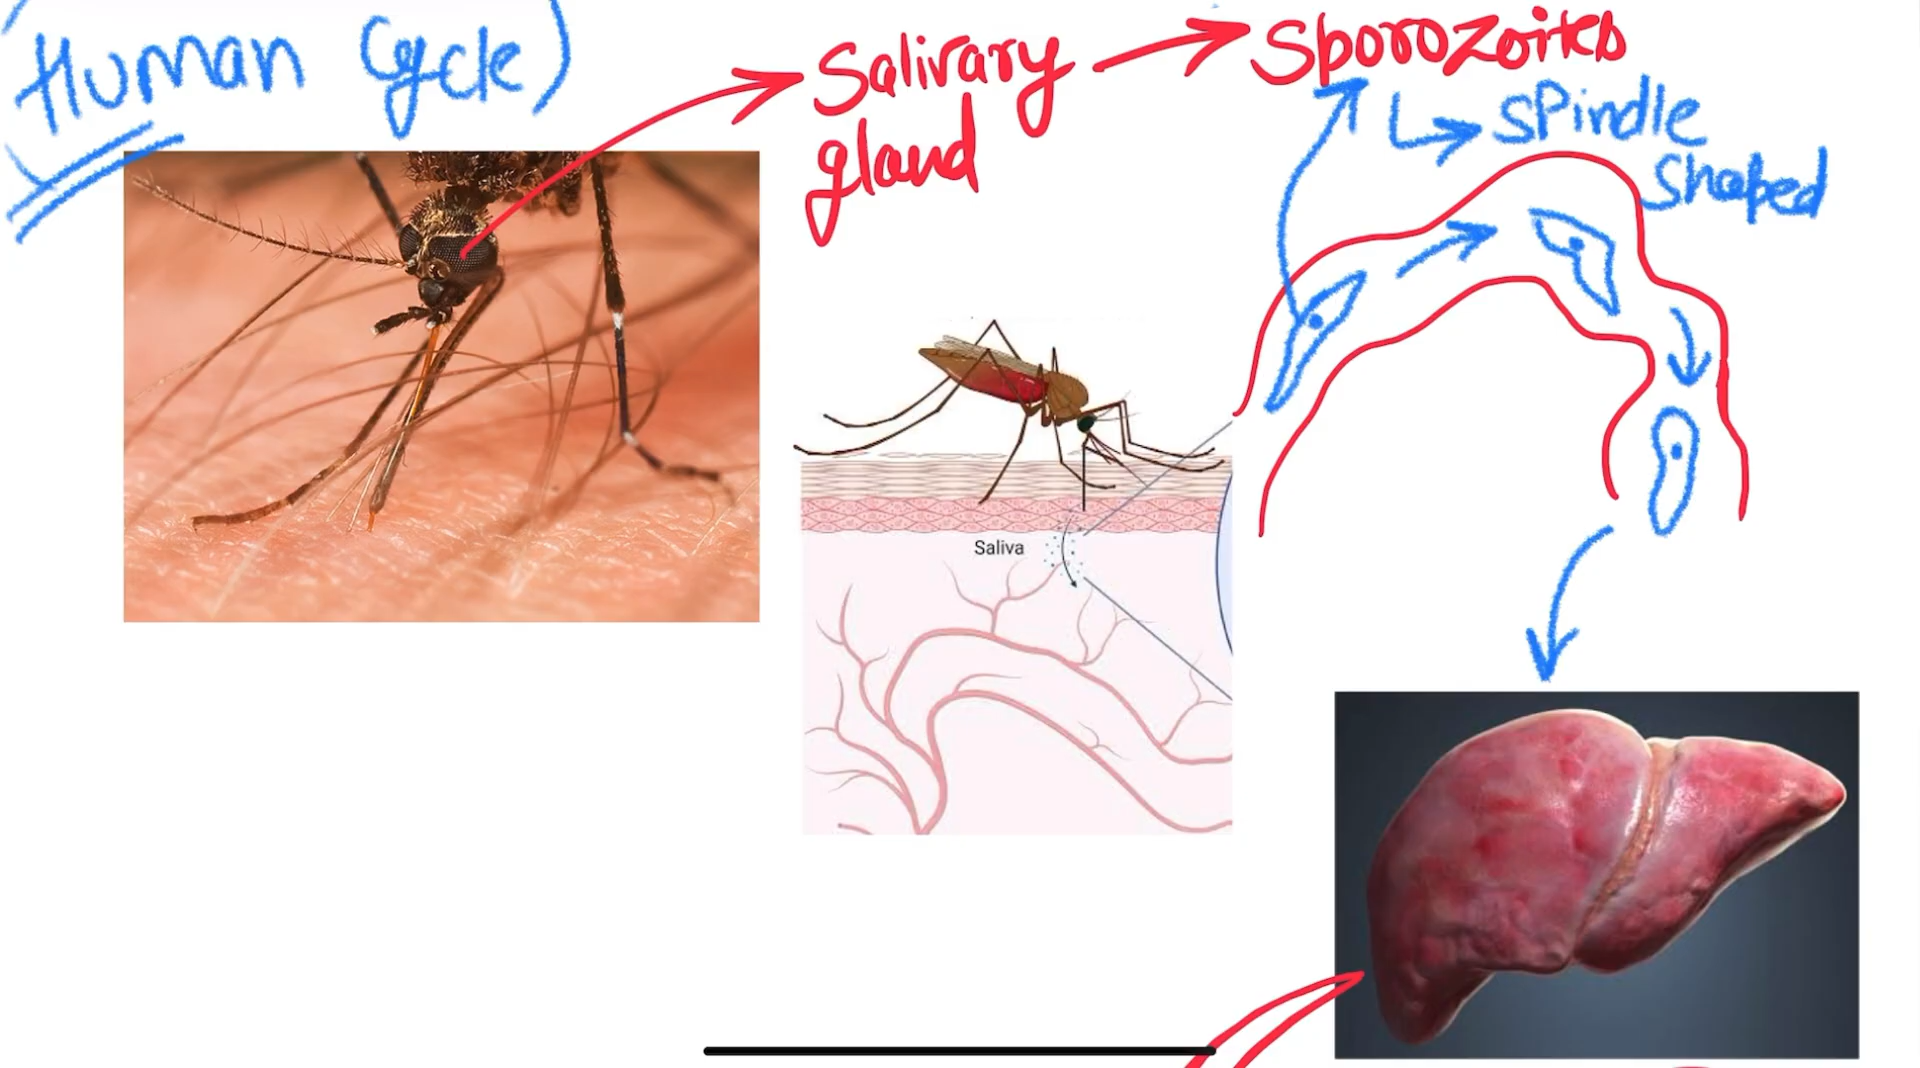 Human Cycle)
Salivary
gland
Sporozoites
Spindle
Shaped
Saliva